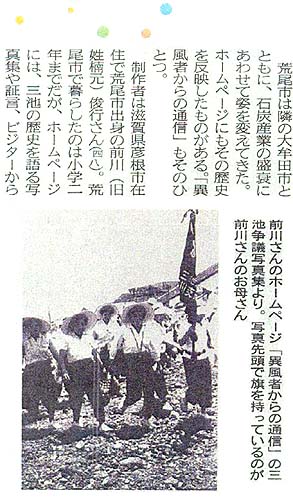 荒尾市は隣の大牟田市と
ともに、石炭産業の盛衰に
あわせて姿を変えてきた。
ホームページにもその歴史
を反映したものがある。「異
風者からの通信」もそのひ
とつ。
制作者は滋賀県彦根市在
住で荒尾市出身の前川（旧
姓楠元）俊行さん（四八）。荒
尾市で暮らしたのは小学二
年までだが、ホームページ
には、三池の歴史を語る写
真集や証言、ビジターから
前川さんのホームページ「異風者からの通信」の三
池争議写真集より。写真先頭で旗を持っているのが
前川さんのお母さん